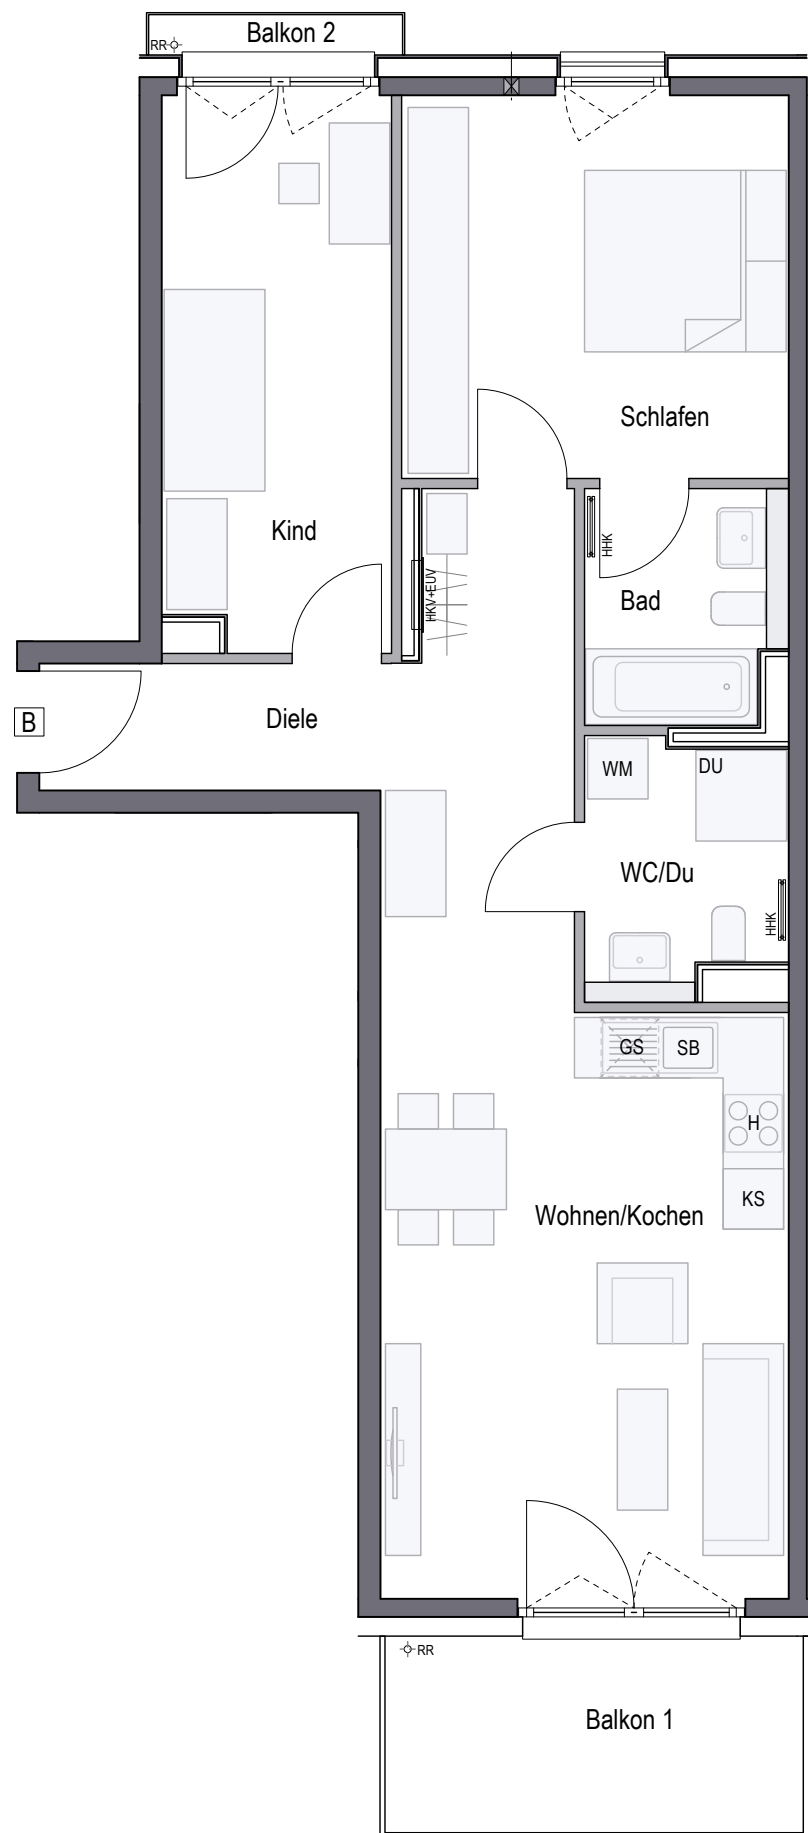 Balkon 2
RR
Schlafen
Kind
HHK
HKV+EUV
Bad
B
Diele
WM
DU
WC/Du
HHK
GS
SB
H
KS
Wohnen/Kochen
RR
Balkon 1